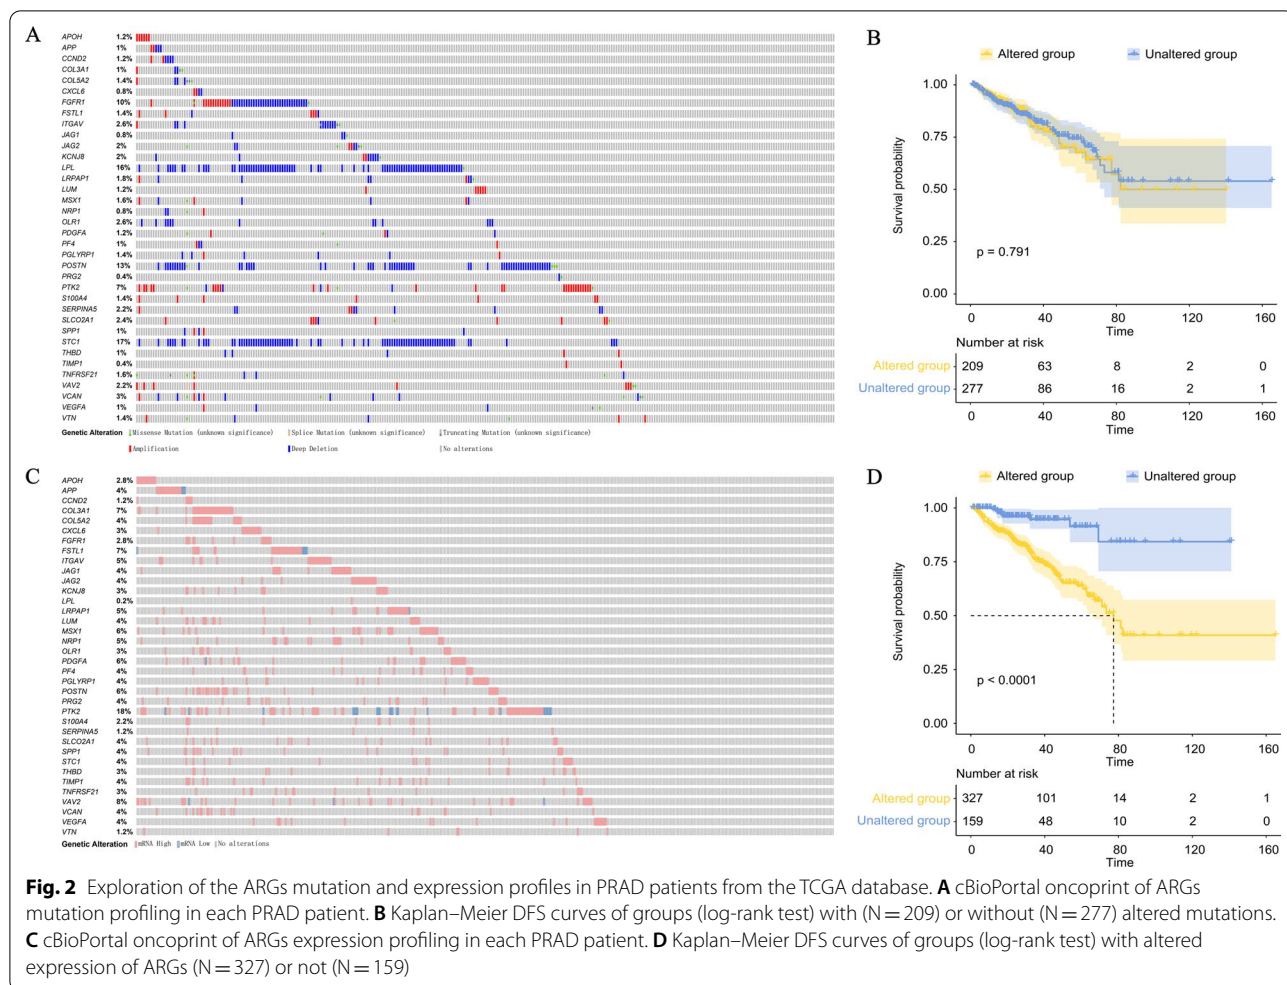 A
APOH 1.2%
APP 1%
CCND2 1.2%
COL3A1 1%
COL5A2 1.4%
CXCL6 0.8%
FGFR1 10%
FSTL1 1.4%
ITGAV 2.6%
JAG1 0.8%
JAG2 2%
KCNJ8 2%
LPL 16%
LRPAP1 1.8%
LUM 1.2%
MSX1 1.6%
NRP1 0.8%
OLR1 2.6%
PDGFA 1.2%
PF4 1%
PGLYRP1 1.4%
POSTN 13%
PRG2 0.4%
PTK2 7%
S100A4 1.4%
SERPINA5 2.2%
SLCO2A1 2.4%
SPP1 1%
STC1 17%
THBD 1%
TIMP1 0.4%
TNFRSF21 1.6%
VAV2 2.2%
VCAN 3%
VEGFA 1%
VTN 1.4%
Genetic Alteration Missense Mutation (unknown significance) Splice Mutation (unknown significance) Truncating Mutation (unknown significance)
Amplification Deep Deletion No alterations
B
Altered group Unaltered group
Survival probability
1.00
0.75
0.50
0.25
0.00
p = 0.791
0 40 80 120 160
Time
Number at risk
Altered group 209 63 8 2 0
Unaltered group 277 86 16 2 1
0 40 80 120 160
Time
C
APOH 2.8%
APP 4%
CCND2 1.2%
COL3A1 7%
COL5A2 4%
CXCL6 3%
FGFR1 2.8%
FSTL1 7%
ITGAV 5%
JAG1 4%
JAG2 4%
KCNJ8 3%
LPL 0.2%
LRPAP1 5%
LUM 4%
MSX1 6%
NRP1 5%
OLR1 3%
PDGFA 6%
PF4 4%
PGLYRP1 4%
POSTN 6%
PRG2 4%
PTK2 18%
S100A4 2.2%
SERPINA5 1.2%
SLCO2A1 4%
SPP1 4%
STC1 4%
THBD 3%
TIMP1 4%
TNFRSF21 3%
VAV2 8%
VCAN 4%
VEGFA 4%
VTN 1.2%
Genetic Alteration mRNA High mRNA Low No alterations
D
Altered group Unaltered group
Survival probability
1.00
0.75
0.50
0.25
0.00
p < 0.0001
0 40 80 120 160
Time
Number at risk
Altered group 327 101 14 2 1
Unaltered group 159 48 10 2 0
0 40 80 120 160
Time
Fig. 2 Exploration of the ARGs mutation and expression profiles in PRAD patients from the TCGA database. A cBioPortal oncoprint of ARGs
mutation profiling in each PRAD patient. B Kaplan–Meier DFS curves of groups (log-rank test) with (N = 209) or without (N = 277) altered mutations.
C cBioPortal oncoprint of ARGs expression profiling in each PRAD patient. D Kaplan–Meier DFS curves of groups (log-rank test) with altered
expression of ARGs (N = 327) or not (N = 159)